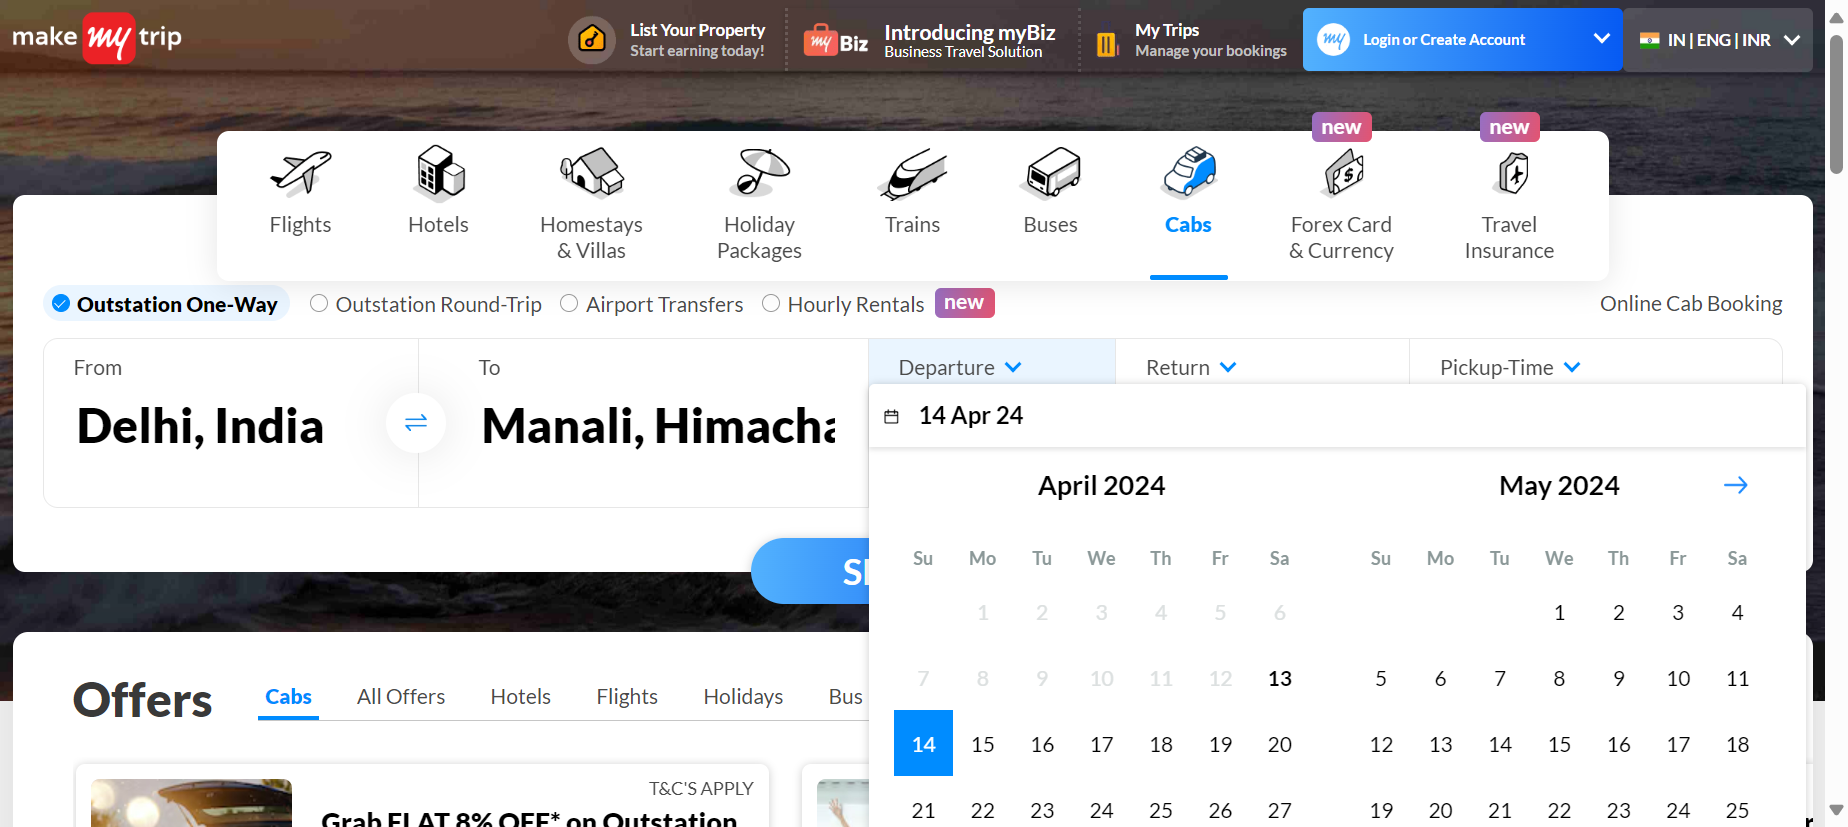 make my trip
List Your Property
Start earning today!
my Biz
Introducing myBiz
Business Travel Solution
My Trips
Manage your bookings
my Login or Create Account
IN | ENG | INR
new
new
Flights
Hotels
Homestays
& Villas
Holiday
Packages
Trains
Buses
Cabs
Forex Card
& Currency
Travel
Insurance
Outstation One-Way
Outstation Round-Trip
Airport Transfers
Hourly Rentals
new
Online Cab Booking
From
Delhi, India
To
Manali, Himacha
Departure
Return
Pickup-Time
14 Apr 24
April 2024
Su Mo Tu We Th Fr Sa
1 2 3 4 5 6
7 8 9 10 11 12 13
14 15 16 17 18 19 20
21 22 23 24 25 26 27
May 2024
Su Mo Tu We Th Fr Sa
1 2 3 4
5 6 7 8 9 10 11
12 13 14 15 16 17 18
19 20 21 22 23 24 25
Offers
Cabs
All Offers
Hotels
Flights
Holidays
Bus
T&C'S APPLY
Grab FLAT 8% OFF* on Outstation